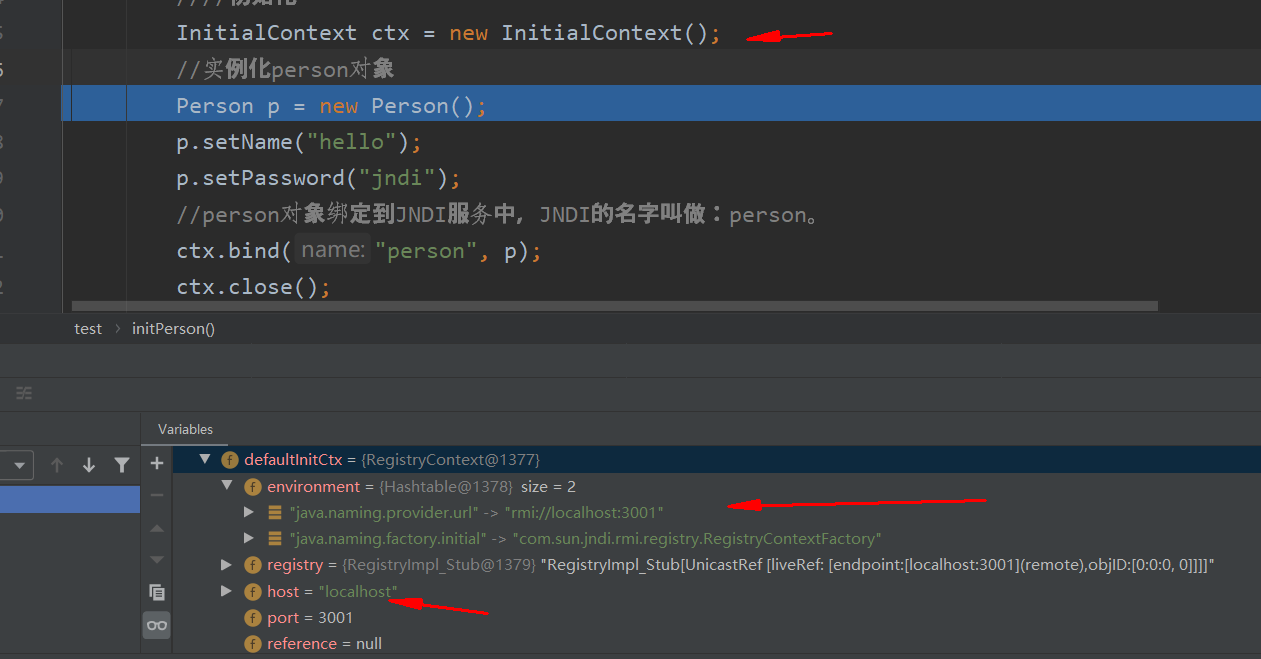 InitialContext ctx = new InitialContext();
//实例化person对象
Person p = new Person();
p.setName("hello");
p.setPassword("jndi");
//person对象绑定到JNDI服务中，JNDI的名字叫做：person。
ctx.bind( name: "person", p);
ctx.close();
test › initPerson()
Variables
defaultInitCtx = {RegistryContext@1377}
environment = {Hashtable@1378} size = 2
"java.naming.provider.url" -> "rmi://localhost:3001"
"java.naming.factory.initial" -> "com.sun.jndi.rmi.registry.RegistryContextFactory"
registry = {RegistryImpl_Stub@1379} "RegistryImpl_Stub[UnicastRef [liveRef: [endpoint:[localhost:3001](remote),objID:[0:0:0, 0]]]]"
host = "localhost"
port = 3001
reference = null